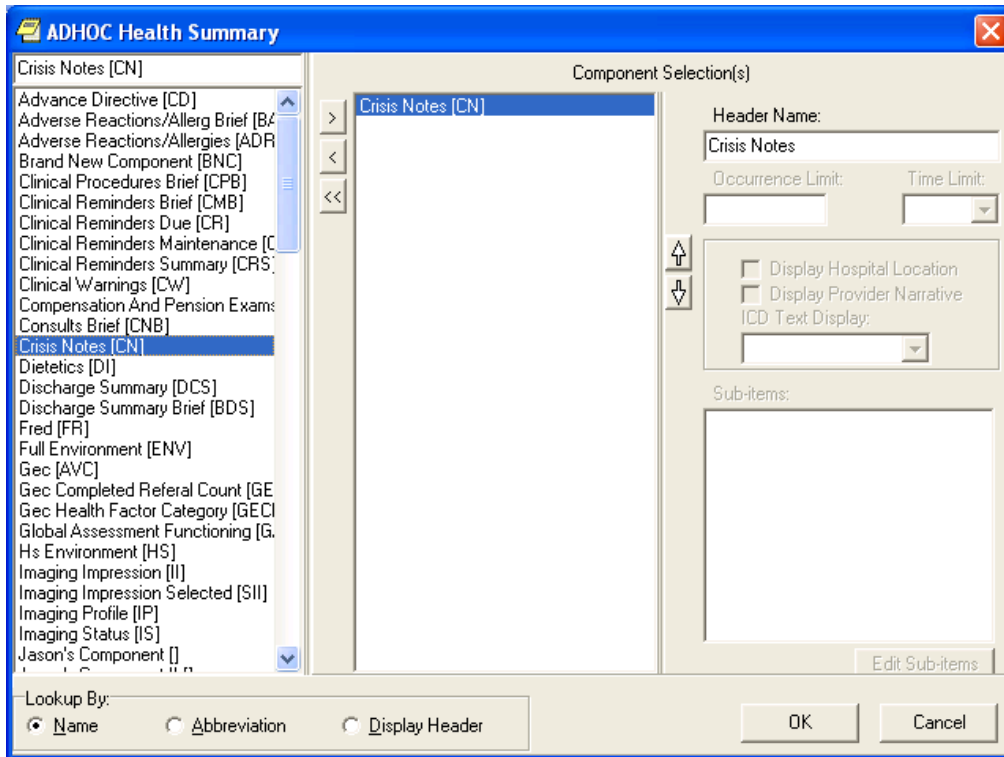 ADHOC Health Summary
Crisis Notes [CN]
Component Selection(s)
Advance Directive [CD]
Adverse Reactions/Allerg Brief [BA
Adverse Reactions/Allergies [ADR
Brand New Component [BNC]
Clinical Procedures Brief [CPB]
Clinical Reminders Brief [CMB]
Clinical Reminders Due [CR]
Clinical Reminders Maintenance [C
Clinical Reminders Summary [CRS]
Clinical Warnings [CW]
Compensation And Pension Exams
Consults Brief [CNB]
Crisis Notes [CN]
Dietetics [DI]
Discharge Summary [DCS]
Discharge Summary Brief [BDS]
Fred [FR]
Full Environment [ENV]
Gec [AVC]
Gec Completed Referal Count [GE
Gec Health Factor Category [GECI
Global Assessment Functioning [G.
Hs Environment [HS]
Imaging Impression [II]
Imaging Impression Selected [SII]
Imaging Profile [IP]
Imaging Status [IS]
Jason's Component []
>
<
<<
Crisis Notes [CN]
Header Name:
Crisis Notes
Occurrence Limit: Time Limit:
Display Hospital Location
Display Provider Narrative
ICD Text Display:
Sub-items:
Edit Sub-items
Lookup By:
Name Abbreviation Display Header
OK Cancel